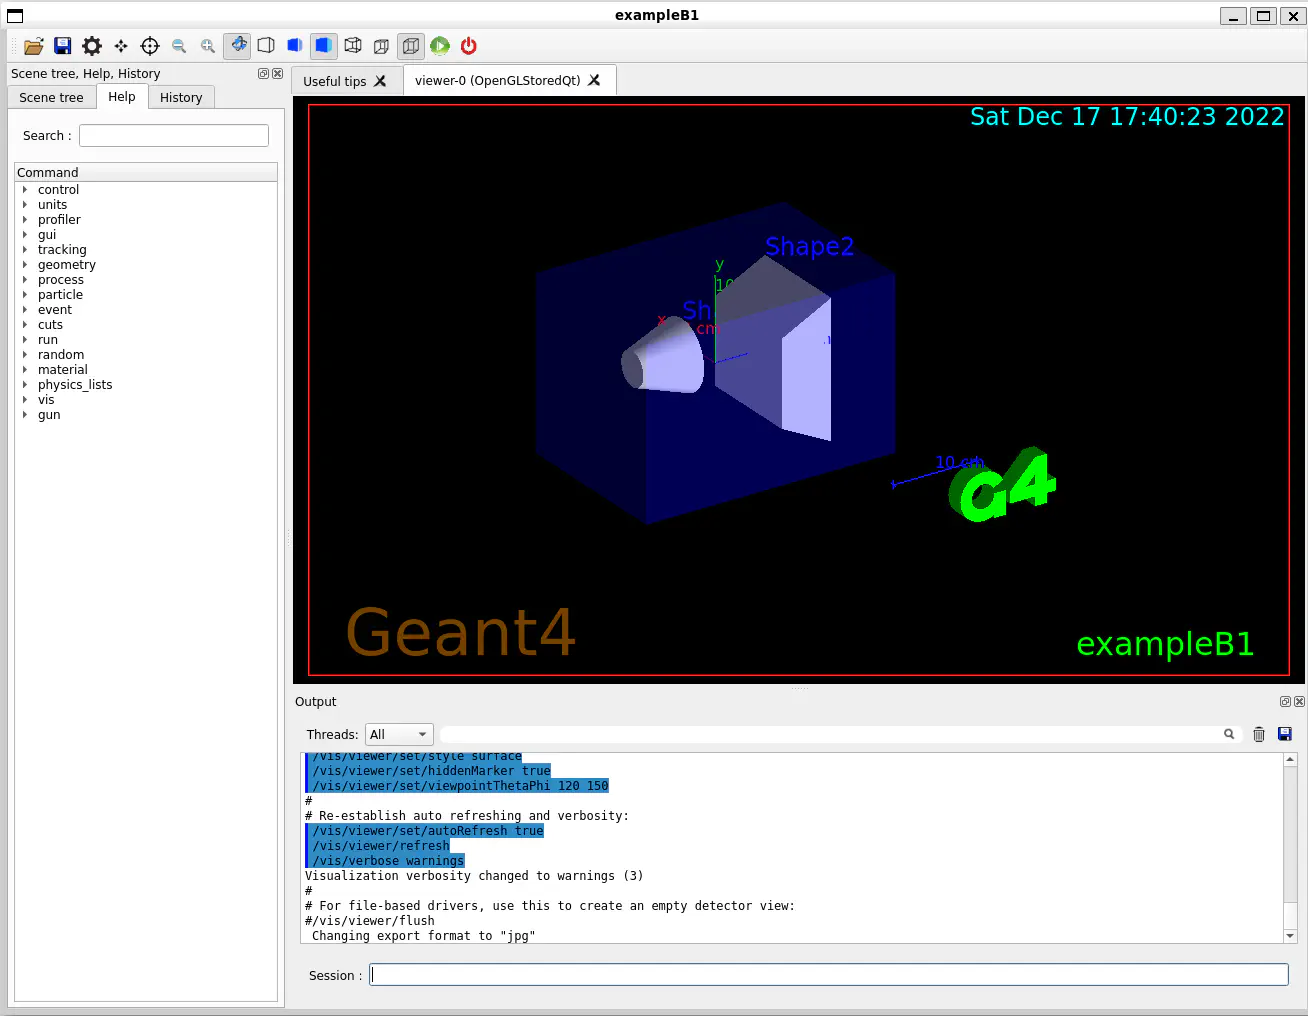 exampleB1
Scene tree, Help, History
Useful tips
viewer-0 (OpenGLStoredQt)
Scene tree
Help
History
Search :
Command
control
units
profiler
gui
tracking
geometry
process
particle
event
cuts
run
random
material
physics_lists
vis
gun
Sat Dec 17 17:40:23 2022
Shape2
y
10
Sh
x
cm
10 cm
G4
Geant4
exampleB1
Output
Threads:
All
/vis/viewer/set/style surface
/vis/viewer/set/hiddenMarker true
/vis/viewer/set/viewpointThetaPhi 120 150
#
# Re-establish auto refreshing and verbosity:
/vis/viewer/set/autoRefresh true
/vis/viewer/refresh
/vis/verbose warnings
Visualization verbosity changed to warnings (3)
#
# For file-based drivers, use this to create an empty detector view:
#/vis/viewer/flush
Changing export format to "jpg"
Session :